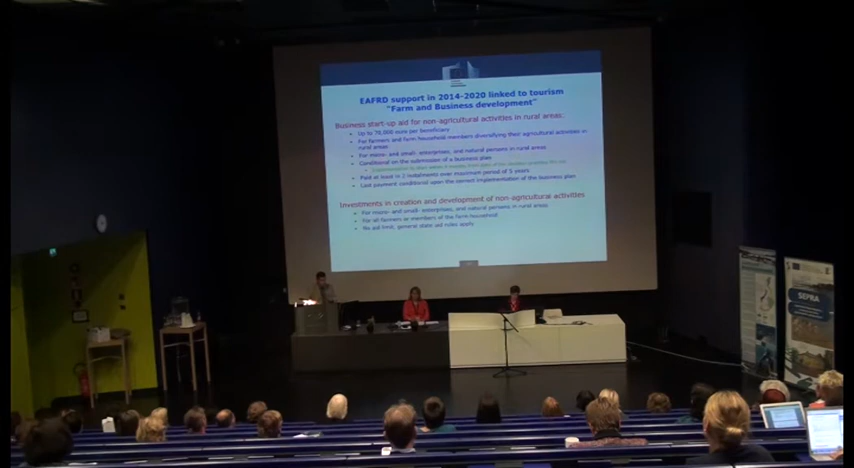 EAFRD support in 2014-2020 linked to tourism
"Farm and Business development"
Business start-up aid for non-agricultural activities in rural areas:
• Up to 70,000 euro per beneficiary
• For farmers and farm household members diversifying their agricultural activities in
rural areas
• For micro- and small- enterprises, and natural persons in rural areas
• Conditional on the submission of a business plan
• Paid at least in 2 instalments over maximum period of 5 years
• Last payment conditional upon the correct implementation of the business plan
Investments in creation and development of non-agricultural activities
• For micro- and small- enterprises, and natural persons in rural areas
• For all farmers or members of the farm household
• No aid limit, general state aid rules apply
SEPRA